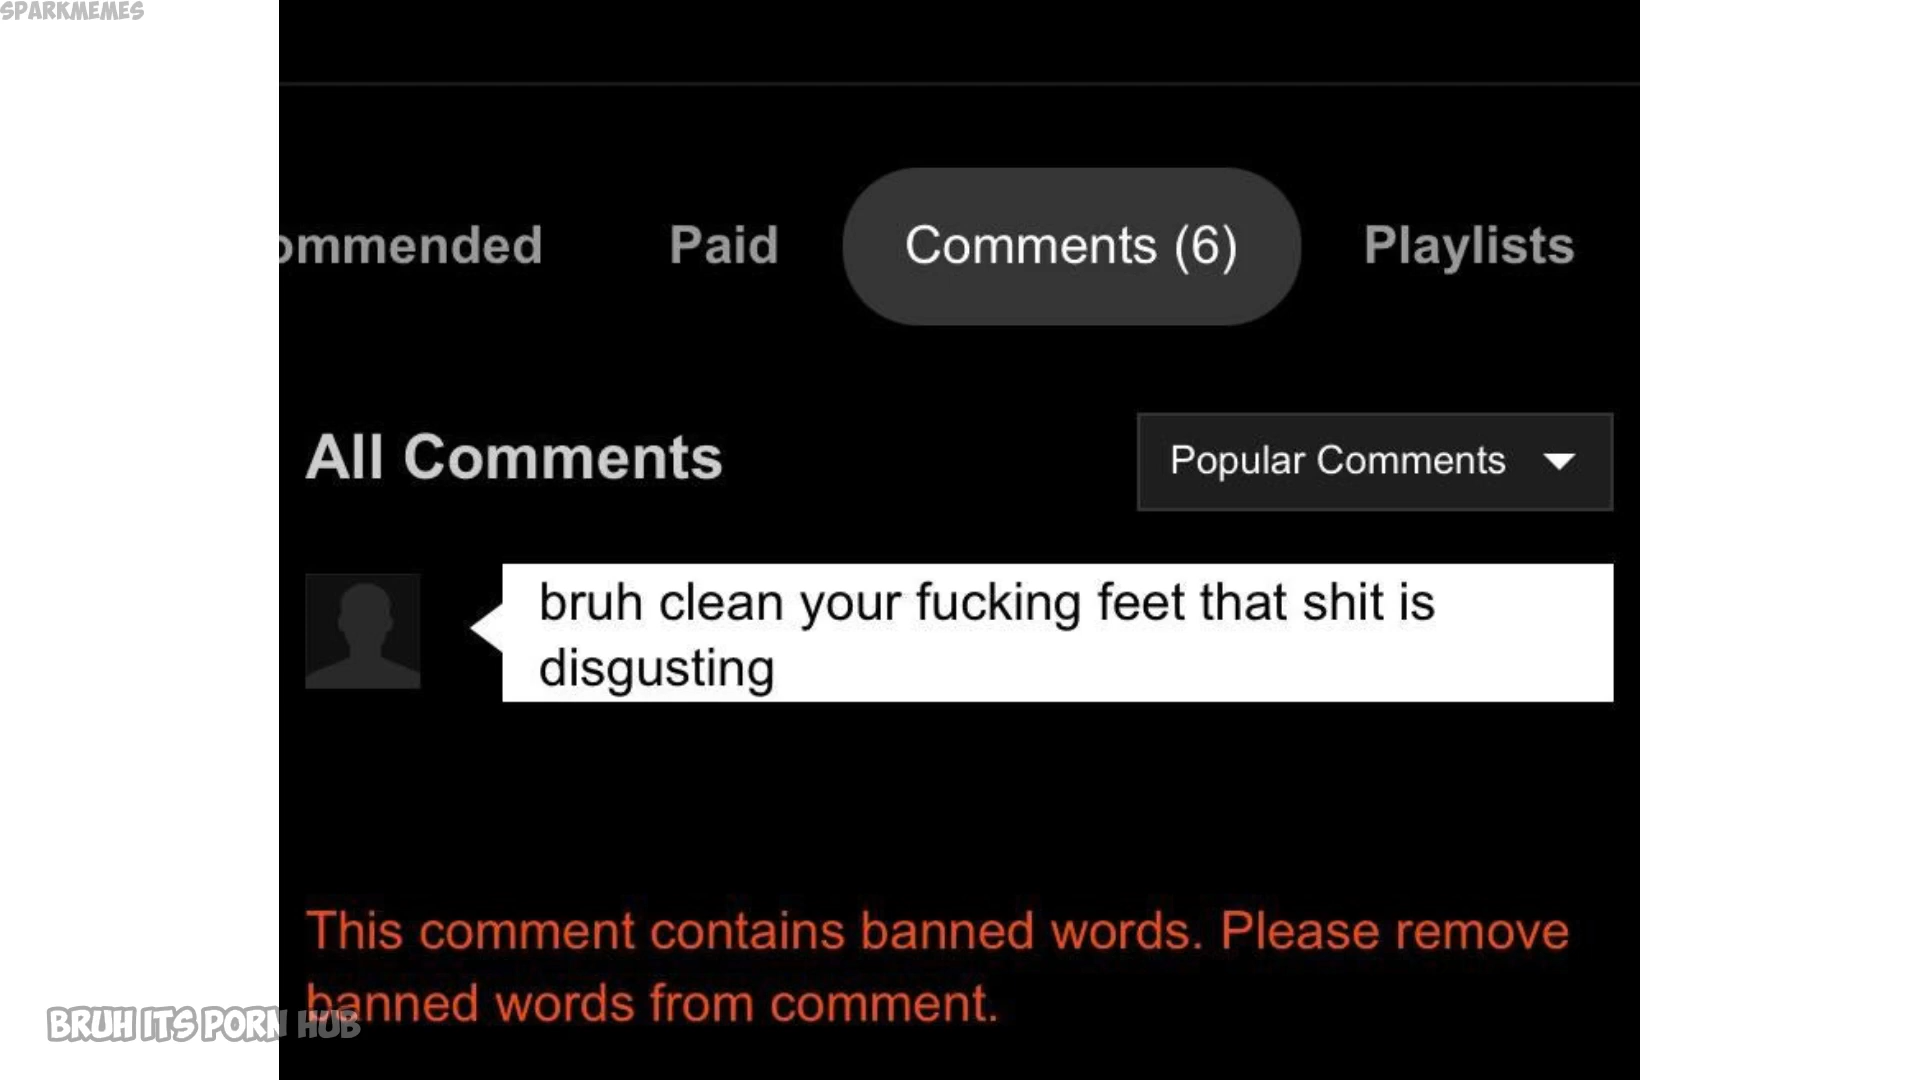 SPARKMEMES
ommended Paid Comments (6) Playlists
All Comments Popular Comments
bruh clean your fucking feet that shit is
disgusting
This comment contains banned words. Please remove
banned words from comment.
BRUH ITS PORN HUB